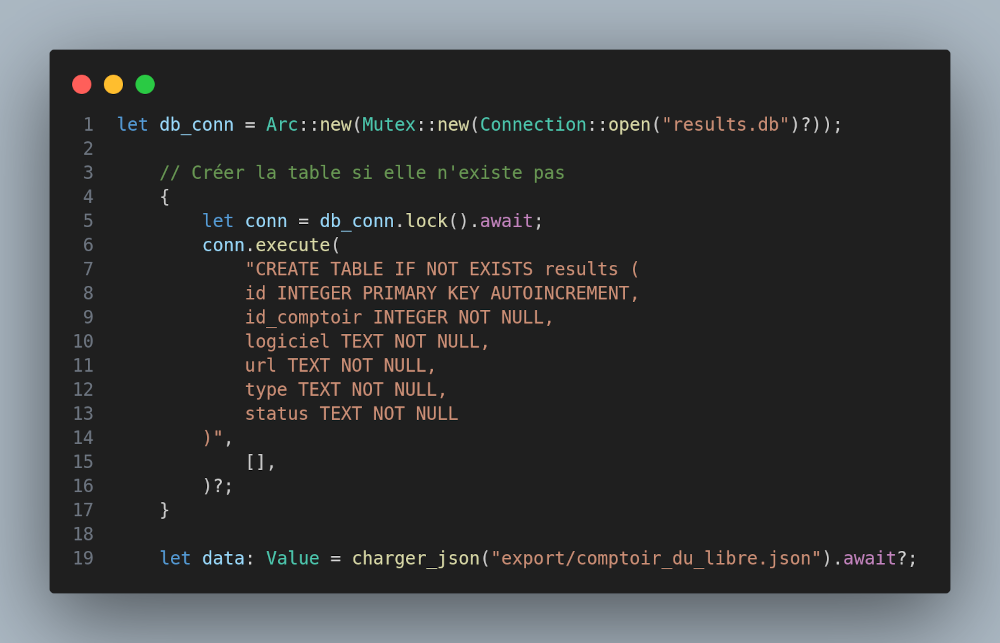 1 let db_conn = Arc::new(Mutex::new(Connection::open("results.db")?));
2
3     // Créer la table si elle n'existe pas
4     {
5         let conn = db_conn.lock().await;
6         conn.execute(
7             "CREATE TABLE IF NOT EXISTS results (
8             id INTEGER PRIMARY KEY AUTOINCREMENT,
9             id_comptoir INTEGER NOT NULL,
10             logiciel TEXT NOT NULL,
11             url TEXT NOT NULL,
12             type TEXT NOT NULL,
13             status TEXT NOT NULL
14         )",
15             [],
16         )?;
17     }
18
19     let data: Value = charger_json("export/comptoir_du_libre.json").await?;